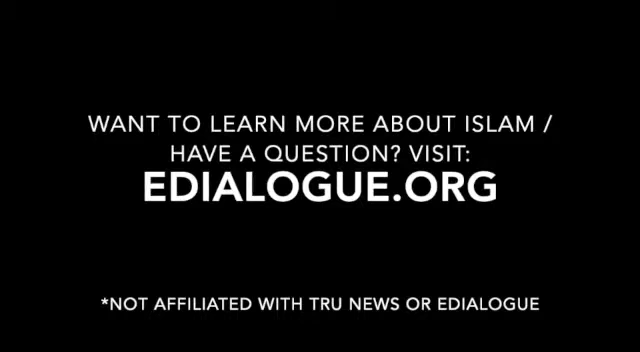 WANT TO LEARN MORE ABOUT ISLAM /
HAVE A QUESTION? VISIT:
EDIALOGUE.ORG
*NOT AFFILIATED WITH TRU NEWS OR EDIALOGUE